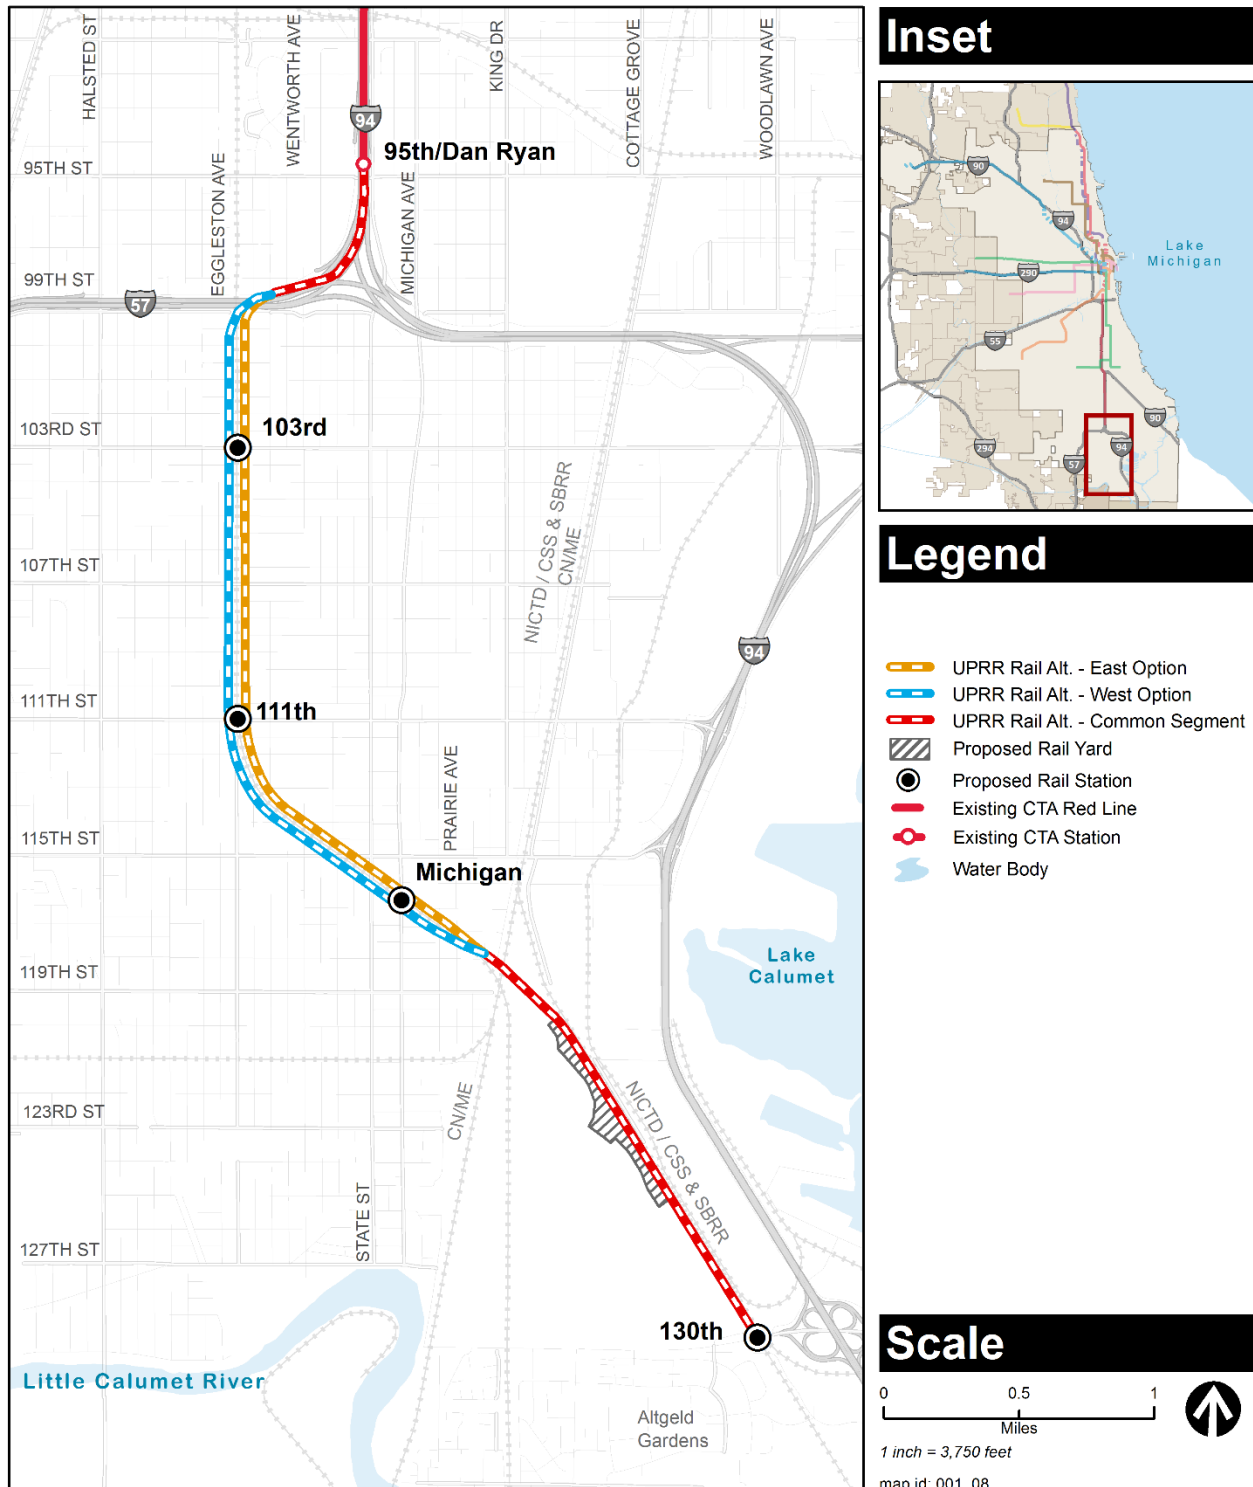 HALSTED ST
WENTWORTH AVE
KING DR
COTTAGE GROVE
WOODLAWN AVE
94
95th/Dan Ryan
95TH ST
EGGLESTON AVE
MICHIGAN AVE
99TH ST
57
103rd
103RD ST
NICTD / CSS & SBRR
CN/ME
107TH ST
94
111TH ST
111th
PRAIRIE AVE
115TH ST
Michigan
Lake
Calumet
119TH ST
CN/ME
NICTD / CSS & SBRR
123RD ST
STATE ST
127TH ST
130th
Little Calumet River
Altgeld
Gardens
Inset
90
94
Lake
Michigan
290
55
90
294
57
94
Legend
UPRR Rail Alt. - East Option
UPRR Rail Alt. - West Option
UPRR Rail Alt. - Common Segment
Proposed Rail Yard
Proposed Rail Station
Existing CTA Red Line
Existing CTA Station
Water Body
Scale
0 0.5 1
Miles
1 inch = 3,750 feet
map id: 001_08